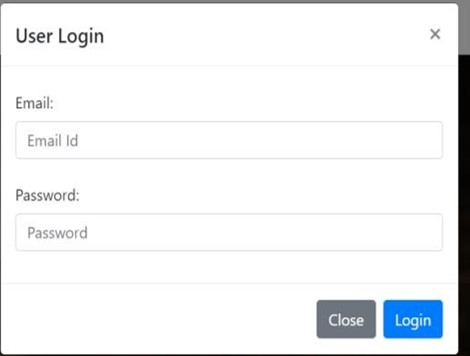 User Login ×
Email:
Email Id
Password:
Password
Close Login